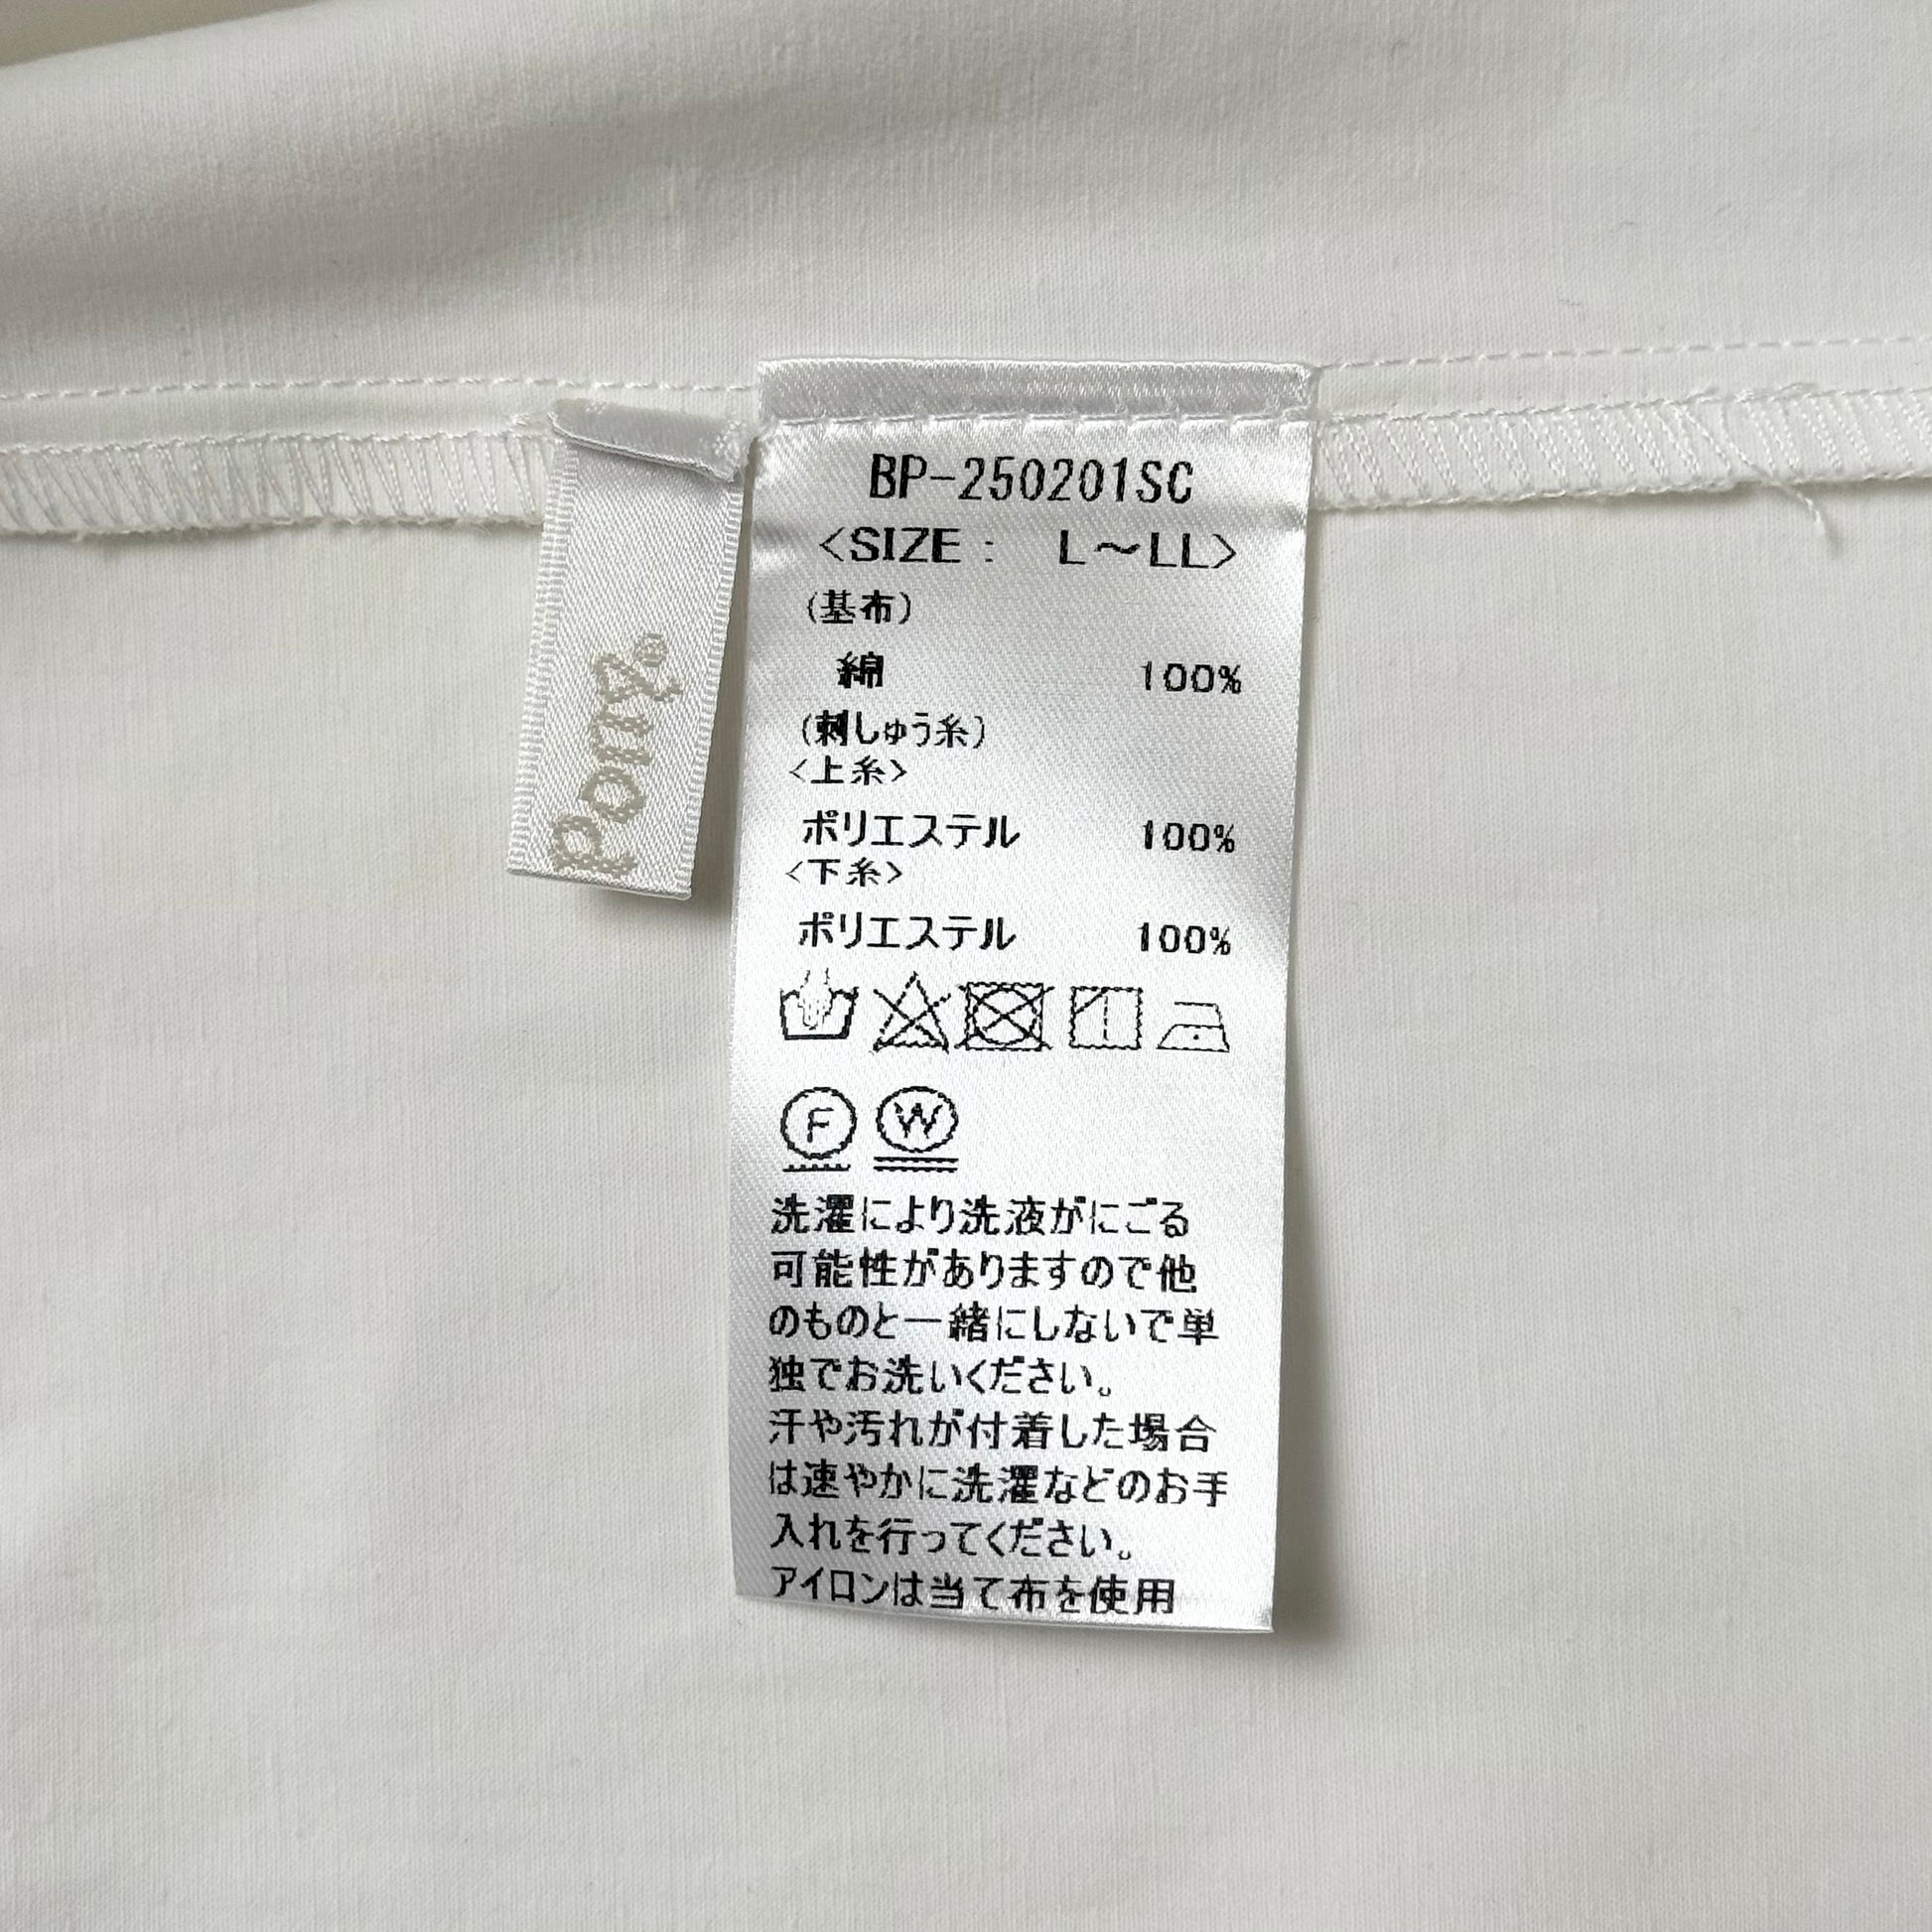 BP-250201SC
<SIZE : L～LL>
(基布)
綿 100%
(刺しゅう糸)
<上糸>
ポリエステル 100%
<下糸>
ポリエステル 100%
F W
洗濯により洗液がにごる
可能性がありますので他
のものと一緒にしないで単
独でお洗いください。
汗や汚れが付着した場合
は速やかに洗濯などのお手
入れを行ってください。
アイロンは当て布を使用